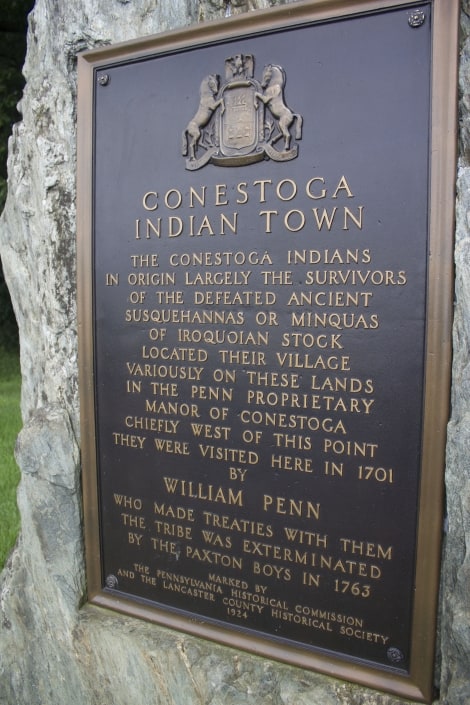 CONESTOGA
INDIAN TOWN
THE CONESTOGA INDIANS
IN ORIGIN LARGELY THE SURVIVORS
OF THE DEFEATED ANCIENT
SUSQUEHANNAS OR MINQUAS
OF IROQUOIAN STOCK
LOCATED THEIR VILLAGE
VARIOUSLY ON THESE LANDS
IN THE PENN PROPRIETARY
MANOR OF CONESTOGA
CHIEFLY WEST OF THIS POINT
THEY WERE VISITED HERE IN 1701
BY
WILLIAM PENN
WHO MADE TREATIES WITH THEM
THE TRIBE WAS EXTERMINATED
BY THE PAXTON BOYS IN 1763
MARKED BY
THE PENNSYLVANIA HISTORICAL COMMISSION
AND THE LANCASTER COUNTY HISTORICAL SOCIETY
1924